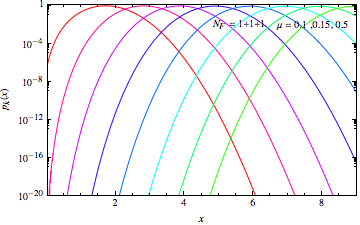 1
N_F = 1+1+1 μ = 0.1 ,0.15, 0.5
10^-4
10^-8
p_k(x)
10^-12
10^-16
10^-20
2 4 6 8
x